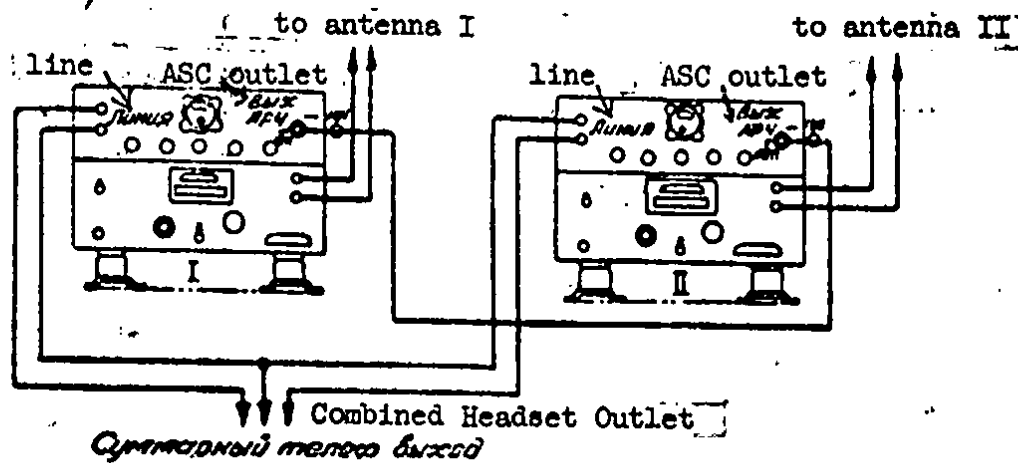 to antenna I
to antenna II
line
ASC outlet
line
ASC outlet
Линия
Вых
АРЧ
Линия
Вых
АРЧ
I
II
Combined Headset Outlet
Суммарный телеф выход